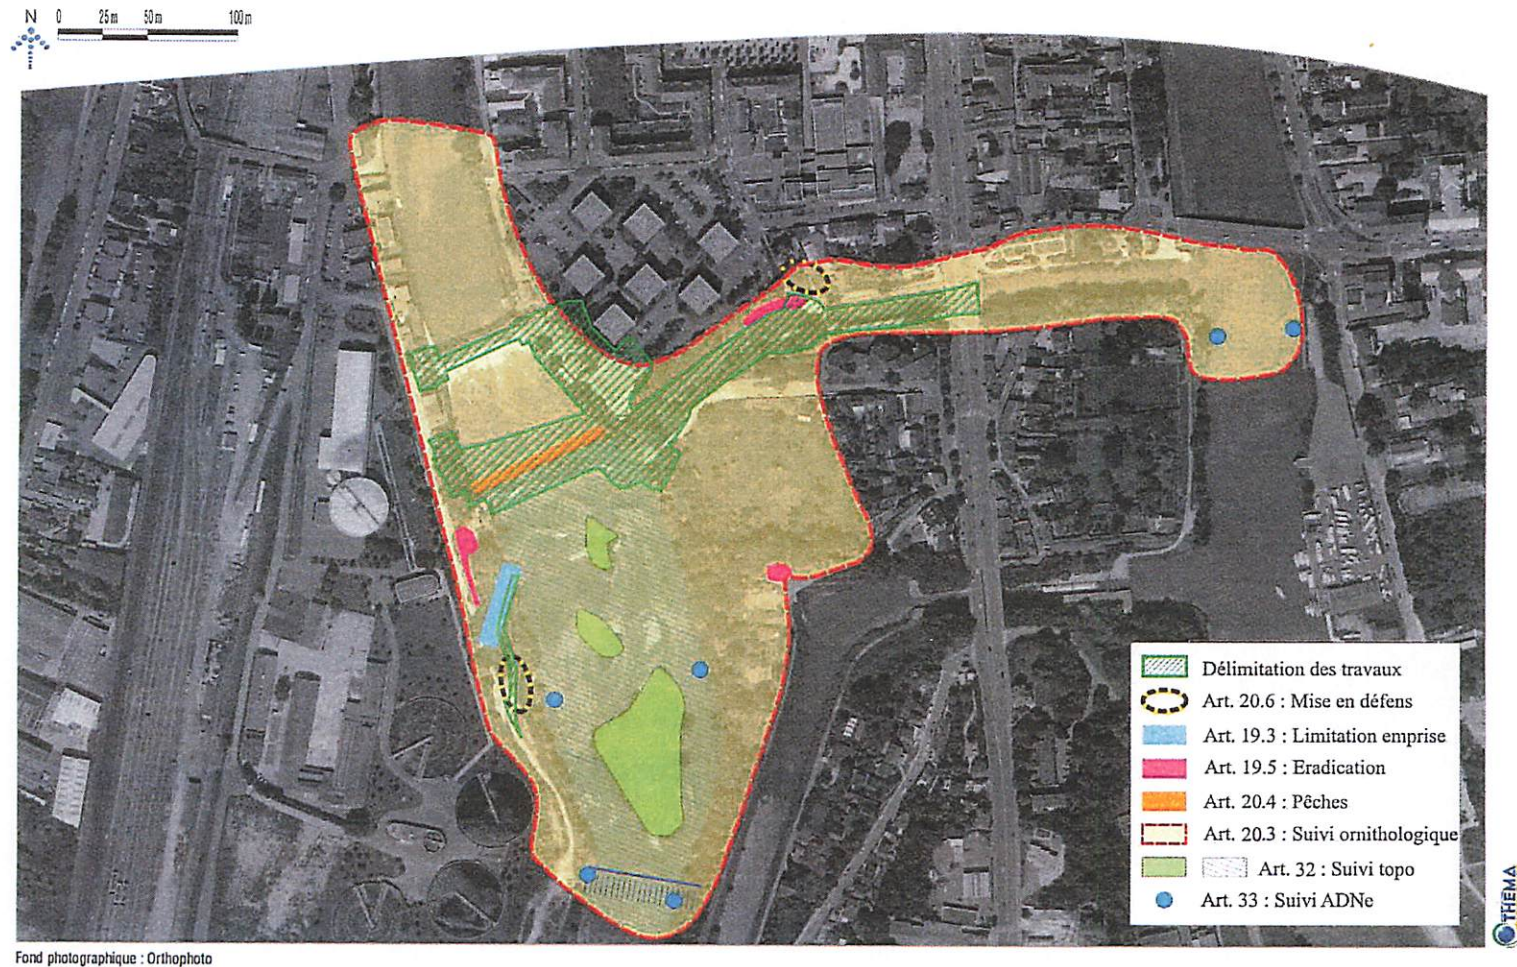 N 0 25m 50m 100m
Délimitation des travaux
Art. 20.6 : Mise en défens
Art. 19.3 : Limitation emprise
Art. 19.5 : Eradication
Art. 20.4 : Pêches
Art. 20.3 : Suivi ornithologique
Art. 32 : Suivi topo
Art. 33 : Suivi ADNe
THEMA
Fond photographique : Orthophoto